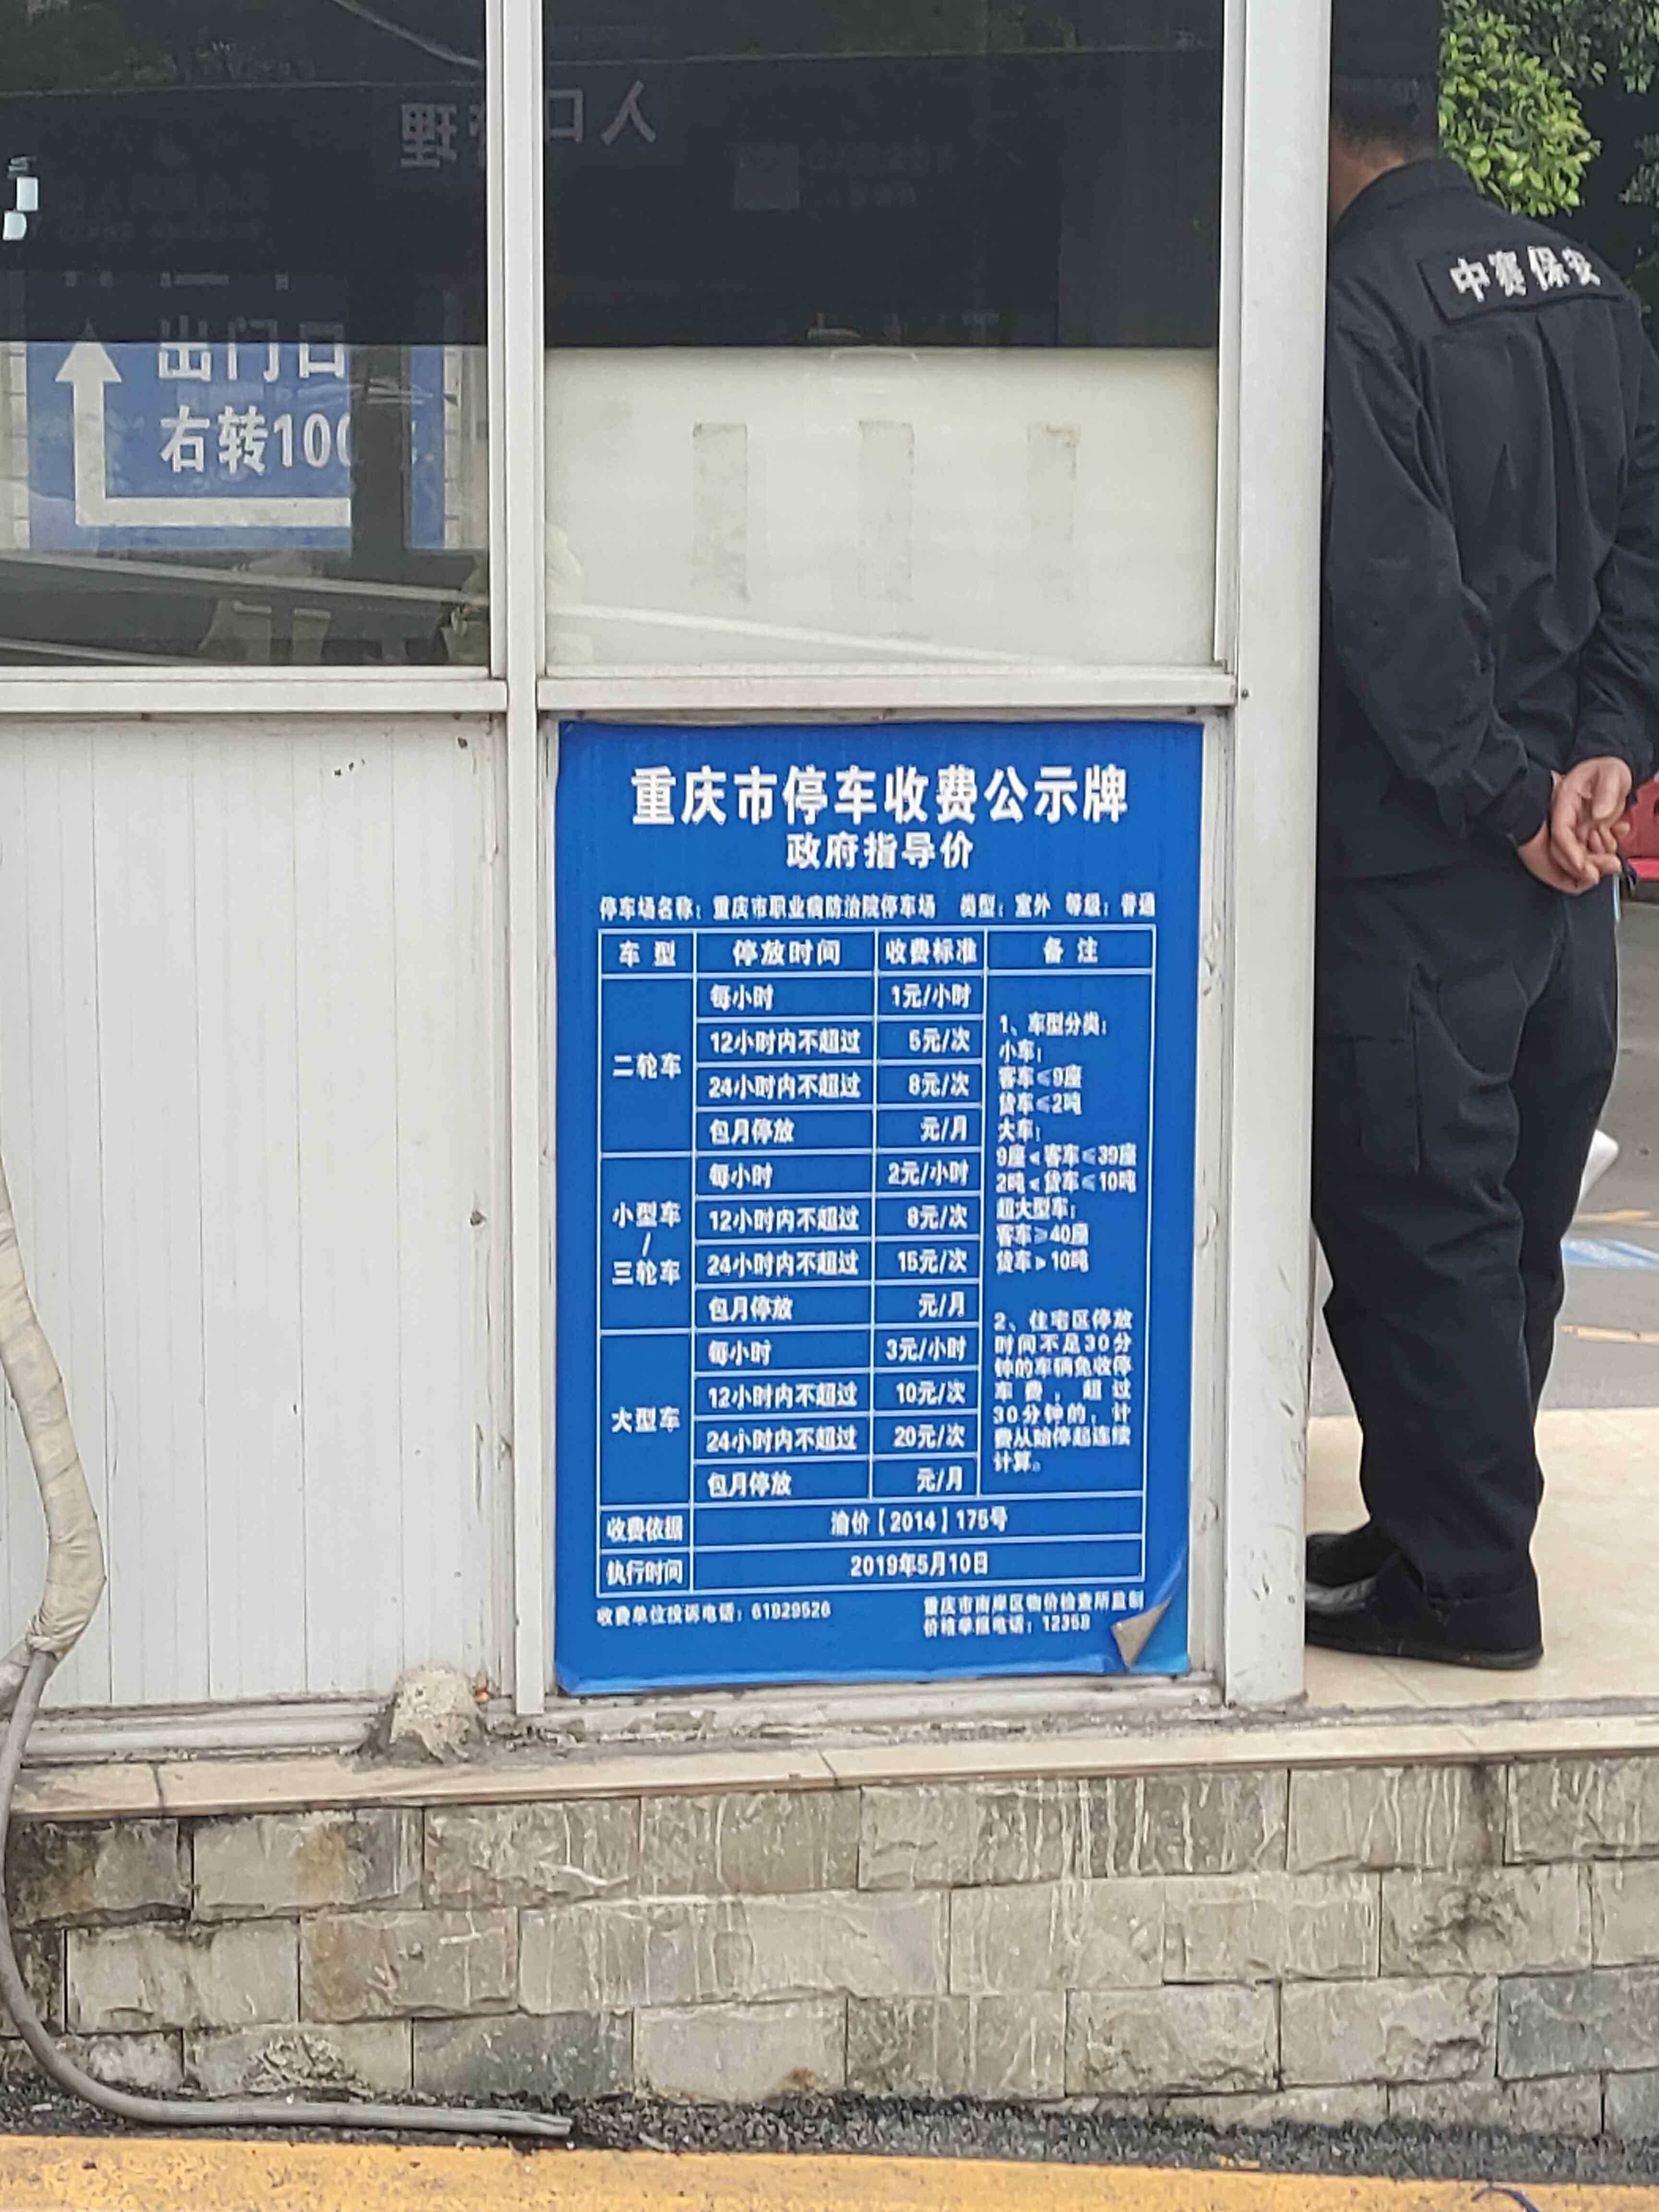 人口管理
出门口
右转100
中赛保安
重庆市停车收费公示牌
政府指导价
停车场名称：重庆市职业病防治院停车场 类型：室外 等级：普通
车 型 停放时间 收费标准 备 注
二轮车
每小时 1元/小时
12小时内不超过 5元/次
24小时内不超过 8元/次
包月停放 元/月
小型车
/
三轮车
每小时 2元/小时
12小时内不超过 8元/次
24小时内不超过 15元/次
包月停放 元/月
大型车
每小时 3元/小时
12小时内不超过 10元/次
24小时内不超过 20元/次
包月停放 元/月
1、车型分类：
小车：
客车≤9座
货车≤2吨
大车：
9座<客车≤39座
2吨<货车≤10吨
超大型车：
客车≥40座
货车>10吨
2、住宅区停放
时间不足30分
钟的车辆免收停
车费，超过
30分钟的，计
费从始停起连续
计算。
收费依据 渝价【2014】175号
执行时间 2019年5月10日
收费单位投诉电话：61929526
重庆市南岸区物价检查所监制
价格举报电话：12358